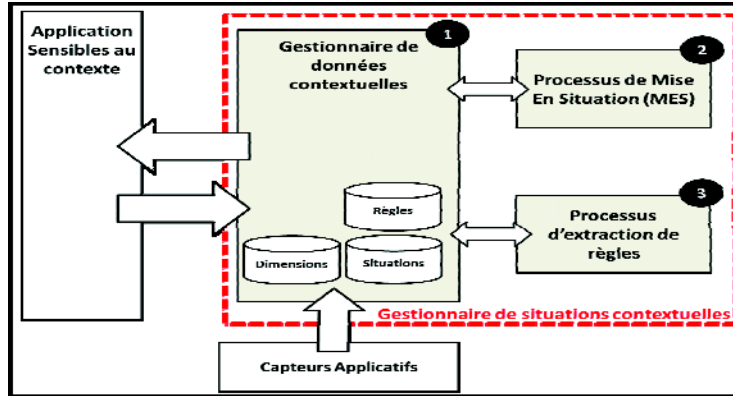 Application
Sensibles au
contexte
1
Gestionnaire de
données
contextuelles
2
Processus de Mise
En Situation (MES)
Règles
Dimensions
Situations
3
Processus
d'extraction de
règles
Gestionnaire de situations contextuelles
Capteurs Applicatifs